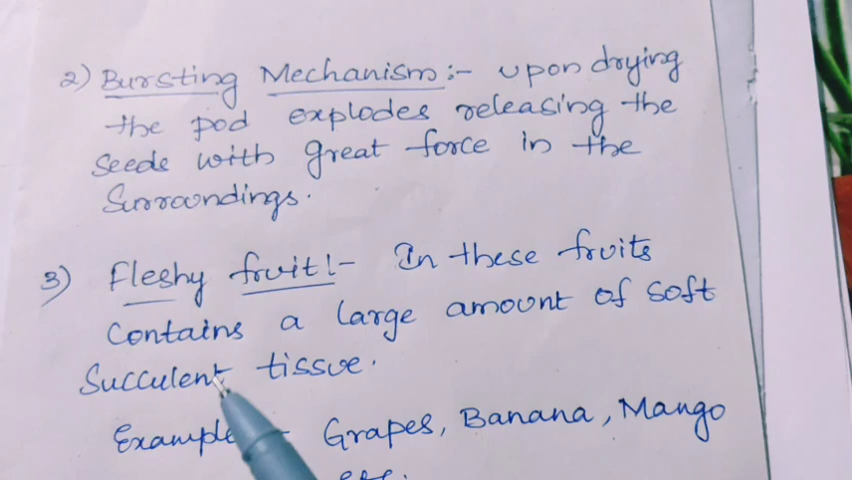 2) Bursting Mechanism:- upon drying
the pod explodes releasing the
seeds with great force in the
Surroundings.
3) Fleshy fruit:- In these fruits
Contains a large amount of soft
Succulent tissue.
Example - Grapes, Banana, Mango
etc.